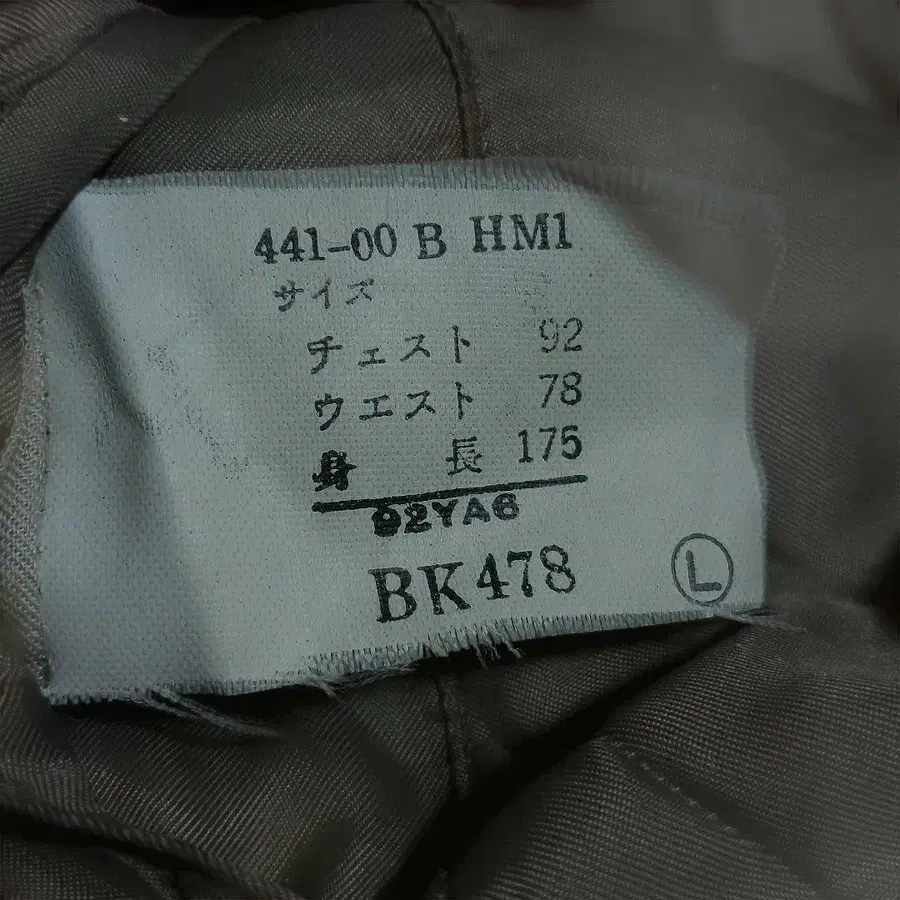 441-00 B HM1
サイズ
チェスト 92
ウエスト 78
身 長 175
92YA6
BK478 Ⓛ